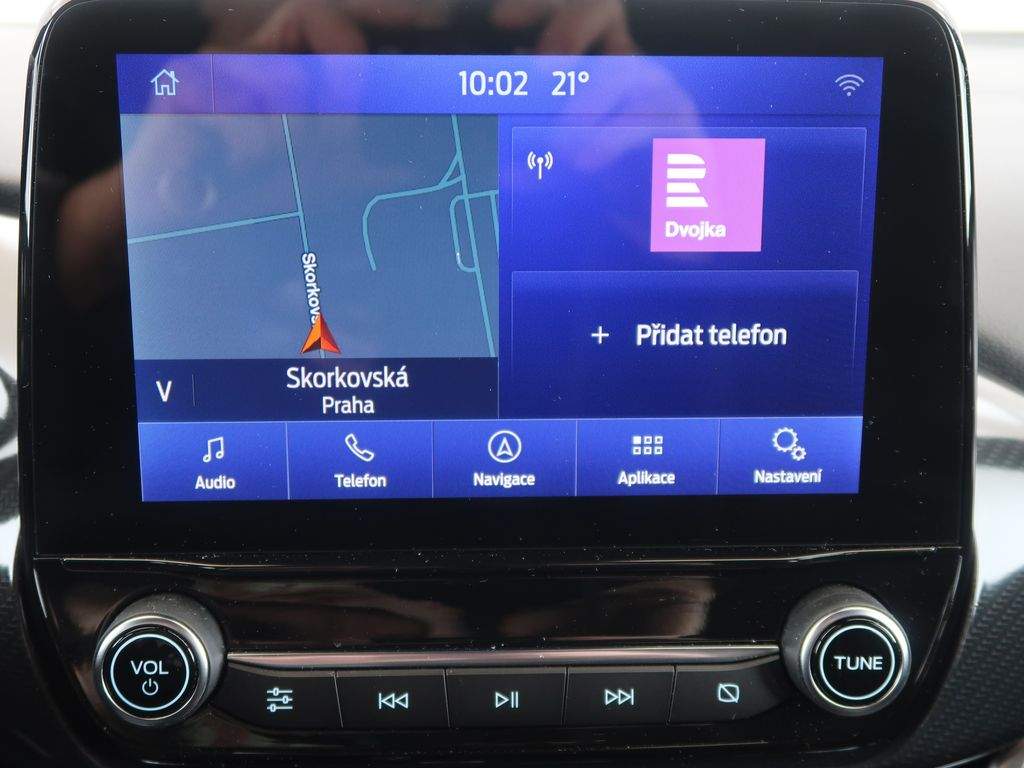 10:02 21°
Dvojka
Skorkovs
+ Přidat telefon
V
Skorkovská
Praha
Audio
Telefon
Navigace
Aplikace
Nastavení
VOL
TUNE